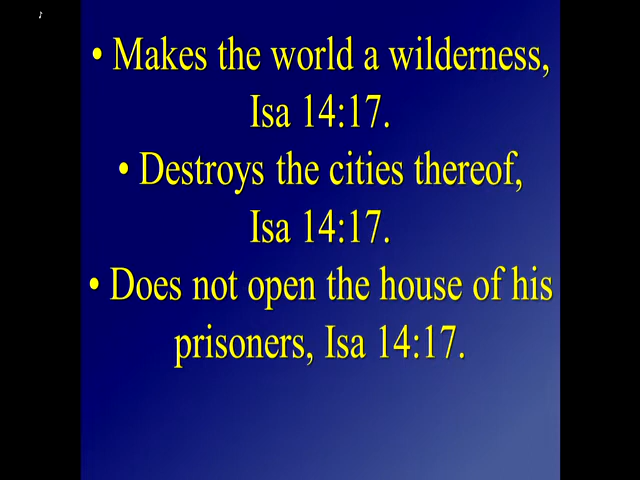 • Makes the world a wilderness,
Isa 14:17.
• Destroys the cities thereof,
Isa 14:17.
• Does not open the house of his
prisoners, Isa 14:17.